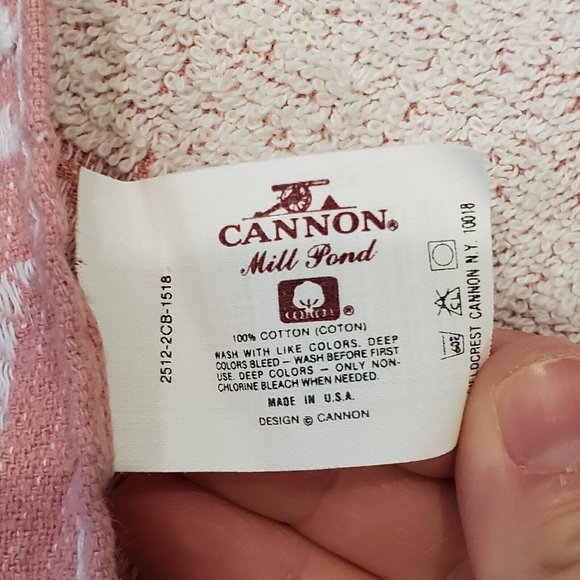 CANNON®
Mill Pond
COTTON ®
100% COTTON (COTON)
WASH WITH LIKE COLORS. DEEP
COLORS BLEED — WASH BEFORE FIRST
USE. DEEP COLORS — ONLY NON-
CHLORINE BLEACH WHEN NEEDED.
MADE IN U.S.A.
DESIGN © CANNON
2512-2CB-1518
CANNON N.Y. 10018